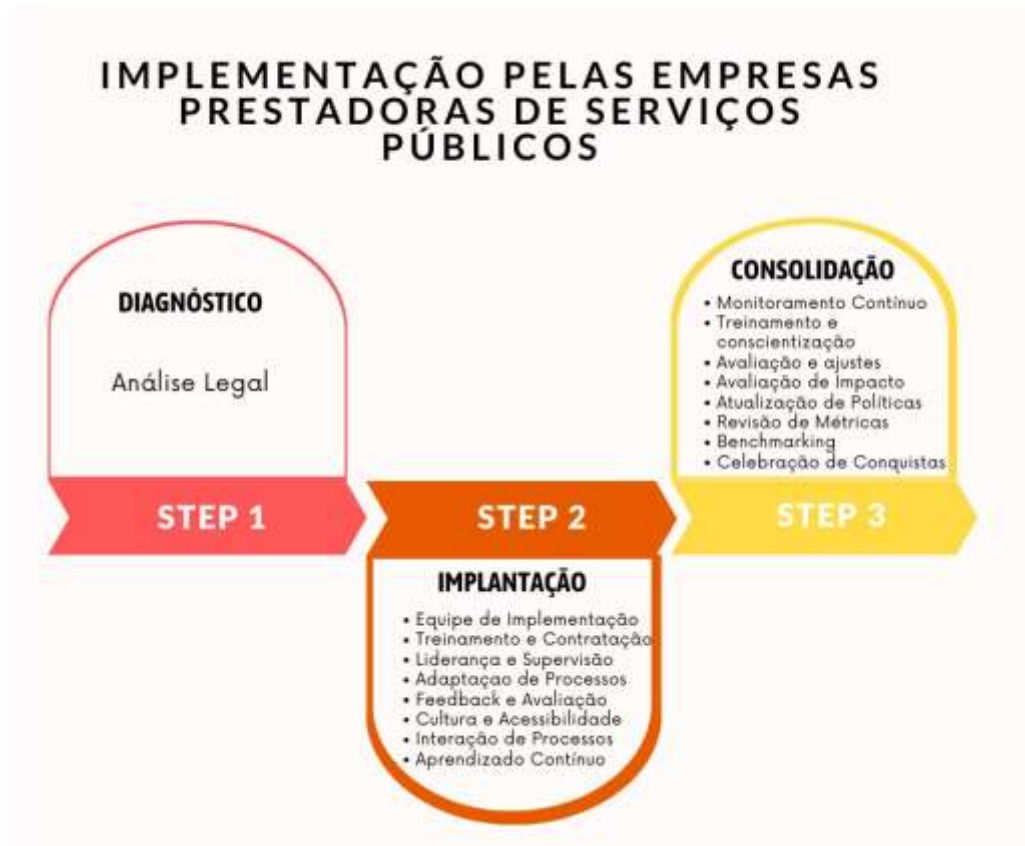 IMPLEMENTAÇÃO PELAS EMPRESAS
PRESTADORAS DE SERVIÇOS
PÚBLICOS
DIAGNÓSTICO
Análise Legal
STEP 1
STEP 2
IMPLANTAÇÃO
• Equipe de Implementação
• Treinamento e Contratação
• Liderança e Supervisão
• Adaptaçao de Processos
• Feedback e Avaliação
• Cultura e Acessibilidade
• Interação de Processos
• Aprendizado Contínuo
CONSOLIDAÇÃO
• Monitoramento Contínuo
• Treinamento e
conscientização
• Avaliação e ajustes
• Avaliação de Impacto
• Atualização de Políticas
• Revisão de Métricas
• Benchmarking
• Celebração de Conquistas
STEP 3